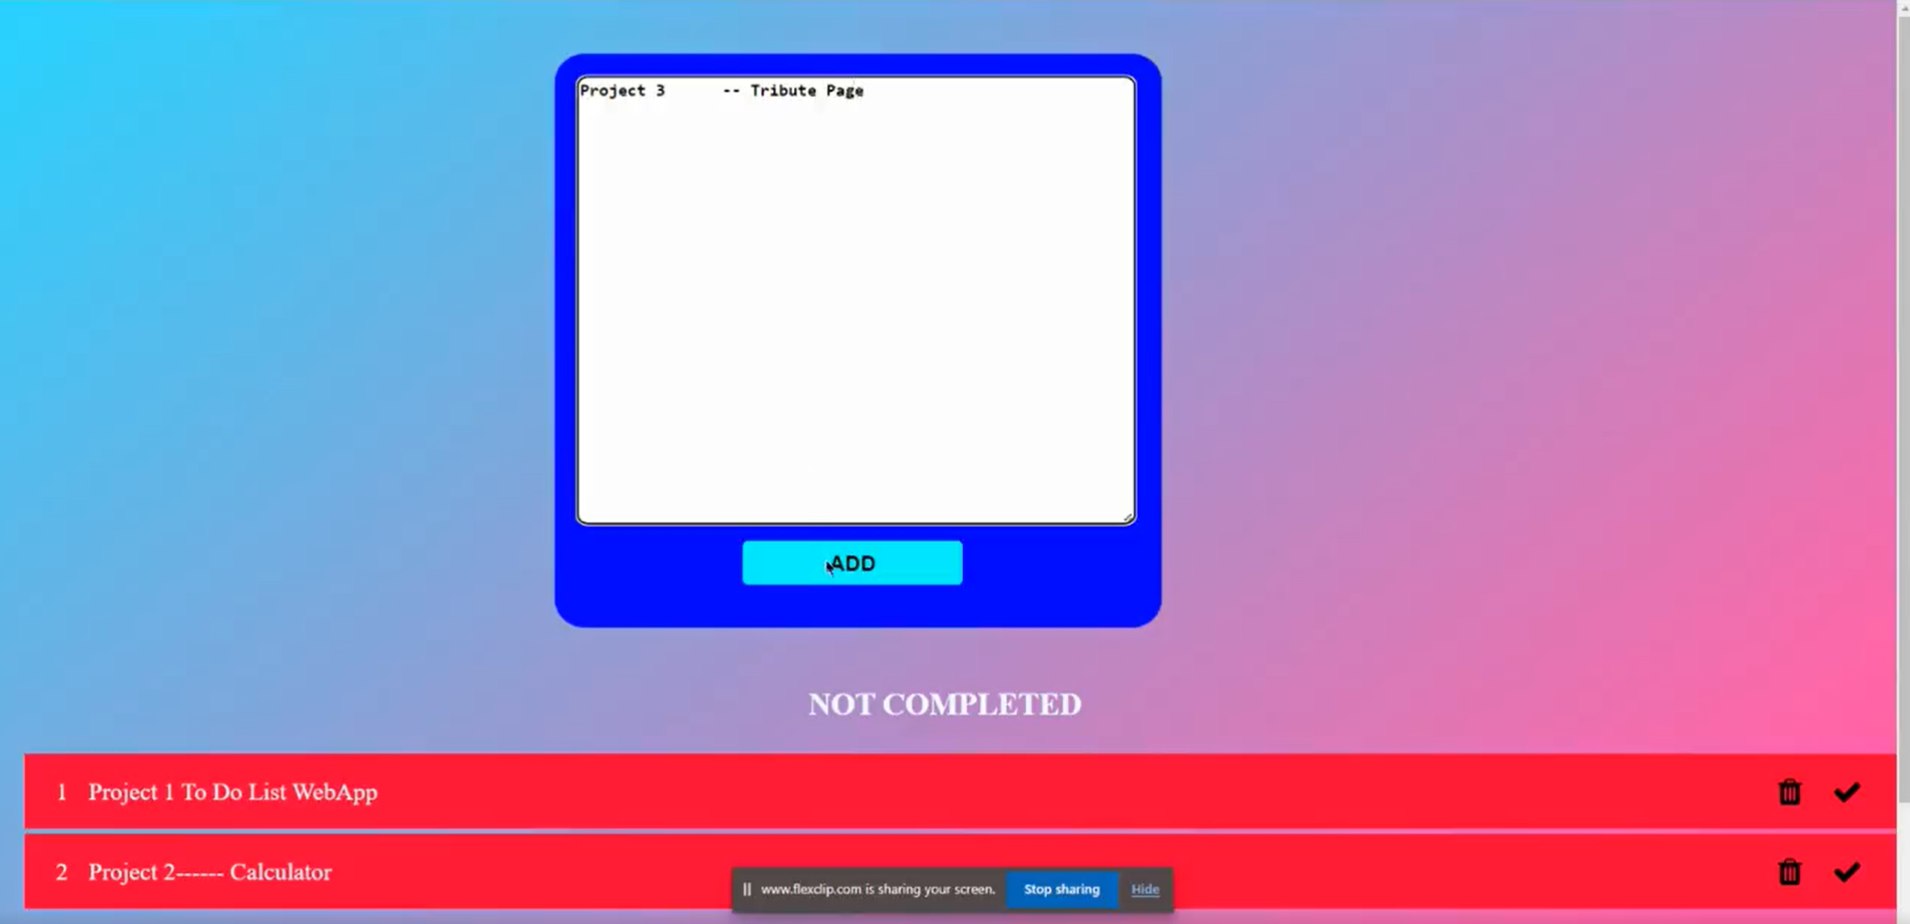 Project 3      -- Tribute Page
ADD
NOT COMPLETED
1 Project 1 To Do List WebApp
2 Project 2------ Calculator
www.flexclip.com is sharing your screen. Stop sharing Hide